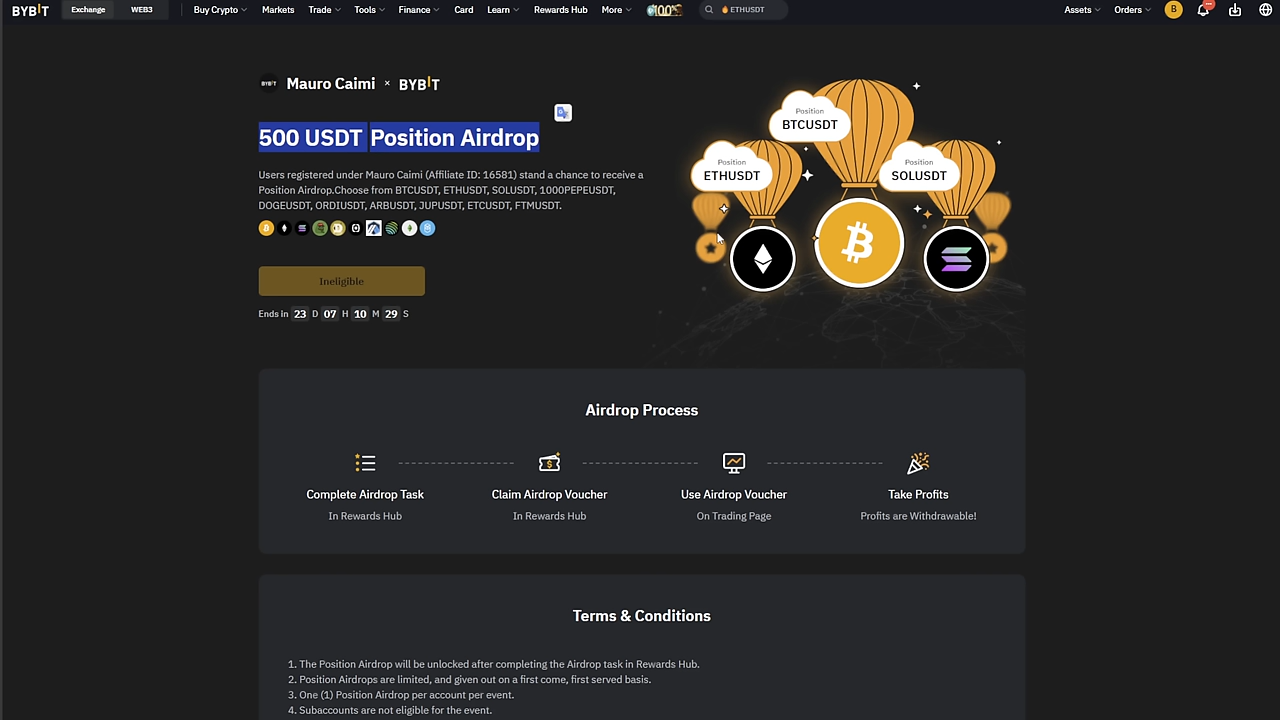 BYBIT Exchange WEB3 Buy Crypto Markets Trade Tools Finance Card Learn Rewards Hub More ETHUSDT Assets Orders B
Mauro Caimi × BYBIT
500 USDT Position Airdrop
Users registered under Mauro Caimi (Affiliate ID: 16581) stand a chance to receive a
Position Airdrop.Choose from BTCUSDT, ETHUSDT, SOLUSDT, 1000PEPEUSDT,
DOGEUSDT, ORDIUSDT, ARBUSDT, JUPUSDT, ETCUSDT, FTMUSDT.
Ineligible
Ends in 23 D 07 H 10 M 29 S
Position
BTCUSDT
Position
ETHUSDT
Position
SOLUSDT
Airdrop Process
Complete Airdrop Task
In Rewards Hub
Claim Airdrop Voucher
In Rewards Hub
Use Airdrop Voucher
On Trading Page
Take Profits
Profits are Withdrawable!
Terms & Conditions
1. The Position Airdrop will be unlocked after completing the Airdrop task in Rewards Hub.
2. Position Airdrops are limited, and given out on a first come, first served basis.
3. One (1) Position Airdrop per account per event.
4. Subaccounts are not eligible for the event.